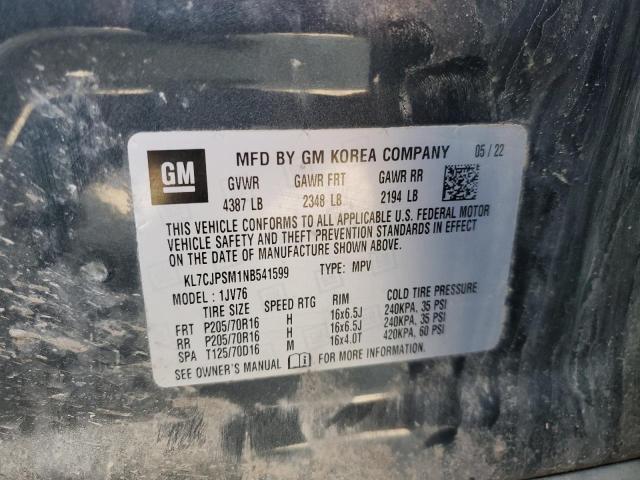 GM MFD BY GM KOREA COMPANY 05 / 22
GVWR GAWR FRT GAWR RR
4387 LB 2348 LB 2194 LB
THIS VEHICLE CONFORMS TO ALL APPLICABLE U.S. FEDERAL MOTOR
VEHICLE SAFETY AND THEFT PREVENTION STANDARDS IN EFFECT
ON THE DATE OF MANUFACTURE SHOWN ABOVE.
KL7CJPSM1NB541599 TYPE: MPV
MODEL : 1JV76
TIRE SIZE SPEED RTG RIM COLD TIRE PRESSURE
FRT P205/70R16 H 16x6.5J 240KPA, 35 PSI
RR P205/70R16 H 16x6.5J 240KPA, 35 PSI
SPA T125/70D16 M 16x4.0T 420KPA, 60 PSI
SEE OWNER'S MANUAL FOR MORE INFORMATION.